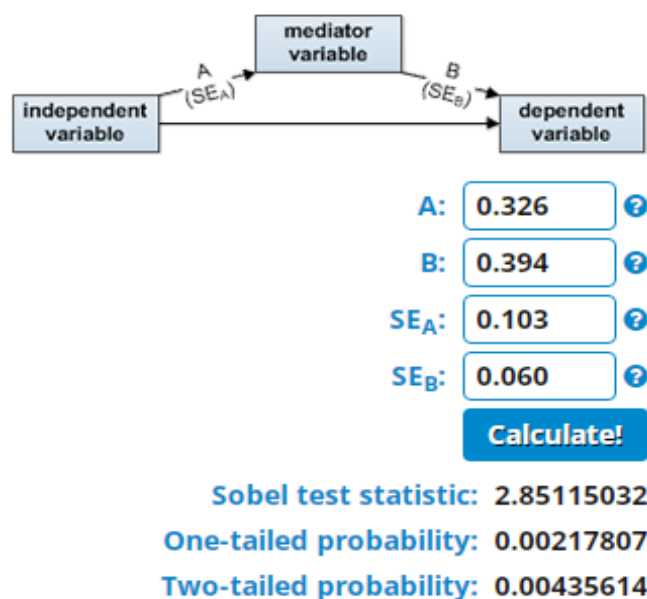 mediator
variable
A
(SEA)
B
(SEB)
independent
variable
dependent
variable
A: 0.326 ?
B: 0.394 ?
SEA: 0.103 ?
SEB: 0.060 ?
Calculate!
Sobel test statistic: 2.85115032
One-tailed probability: 0.00217807
Two-tailed probability: 0.00435614